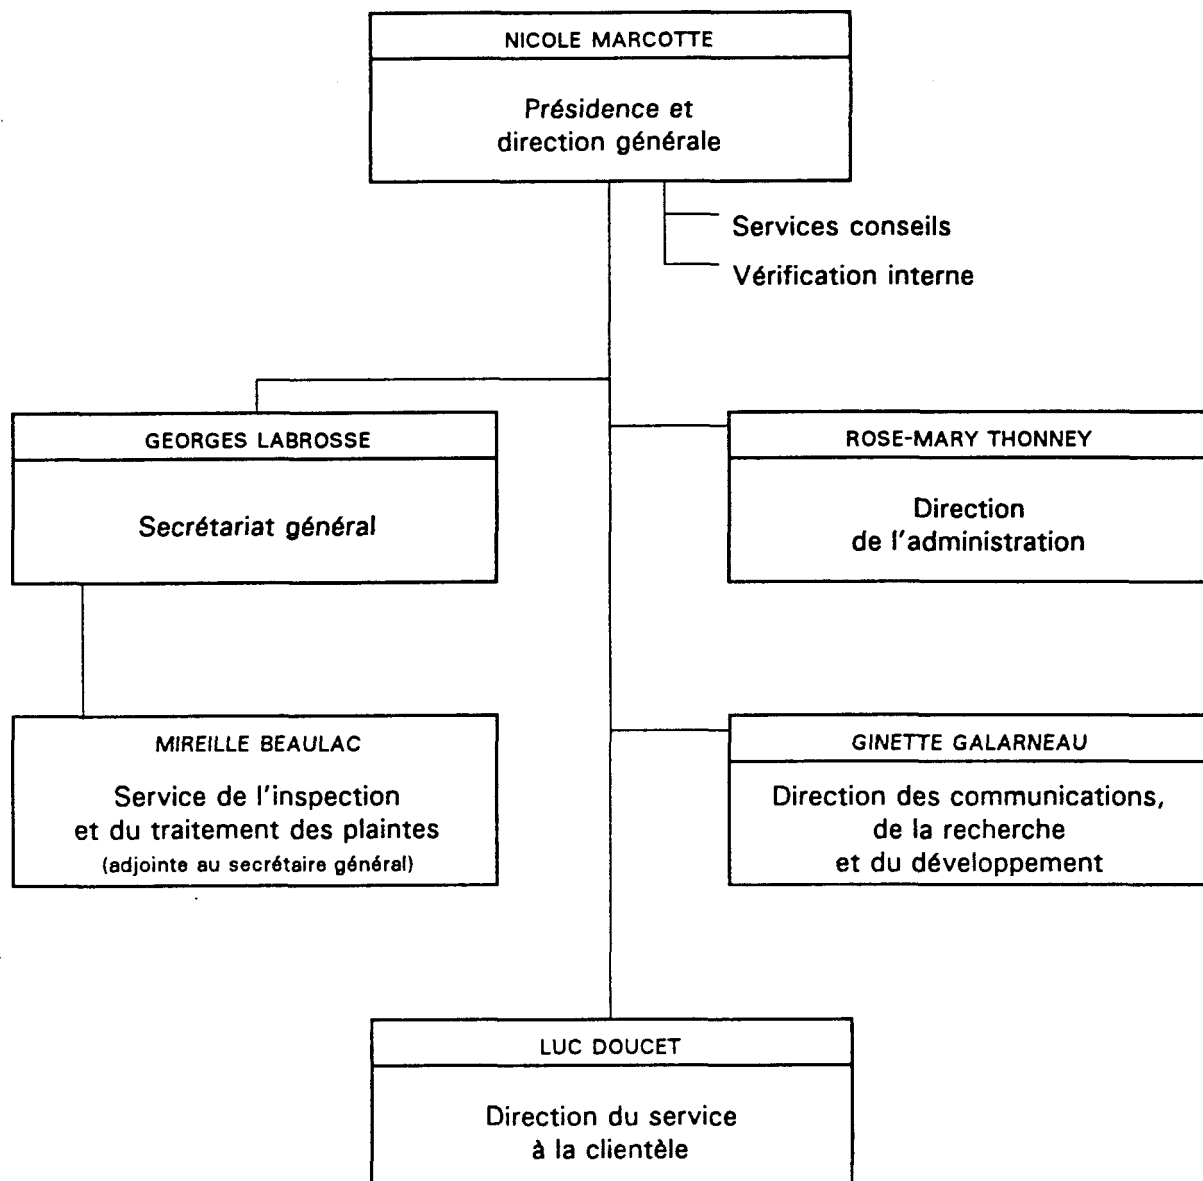 NICOLE MARCOTTE
Présidence et
direction générale
Services conseils
Vérification interne
GEORGES LABROSSE
Secrétariat général
ROSE-MARY THONNEY
Direction
de l'administration
MIREILLE BEAULAC
Service de l'inspection
et du traitement des plaintes
(adjointe au secrétaire général)
GINETTE GALARNEAU
Direction des communications,
de la recherche
et du développement
LUC DOUCET
Direction du service
à la clientèle